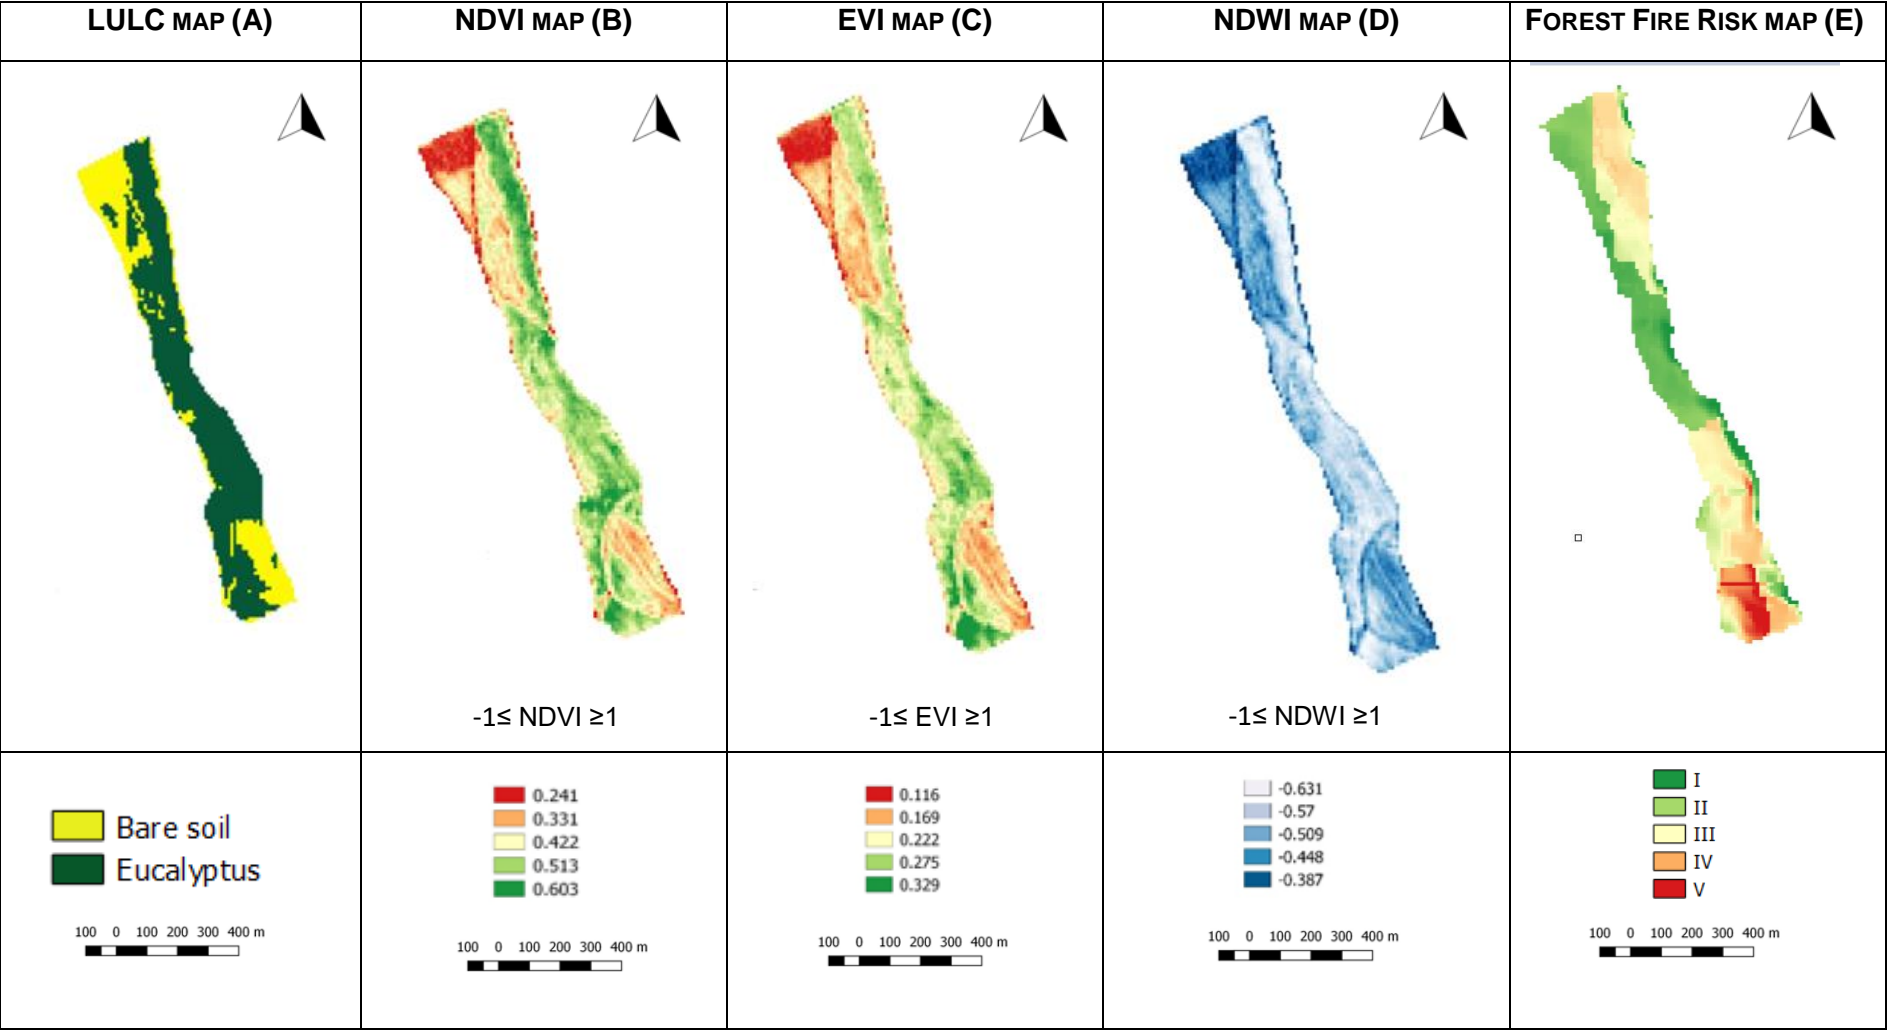 LULC MAP (A)
NDVI MAP (B)
EVI MAP (C)
NDWI MAP (D)
FOREST FIRE RISK MAP (E)
-1≤ NDVI ≥1
-1≤ EVI ≥1
-1≤ NDWI ≥1
Bare soil
Eucalyptus
100 0 100 200 300 400 m
0.241
0.331
0.422
0.513
0.603
100 0 100 200 300 400 m
0.116
0.169
0.222
0.275
0.329
100 0 100 200 300 400 m
-0.631
-0.57
-0.509
-0.448
-0.387
100 0 100 200 300 400 m
I
II
III
IV
V
100 0 100 200 300 400 m